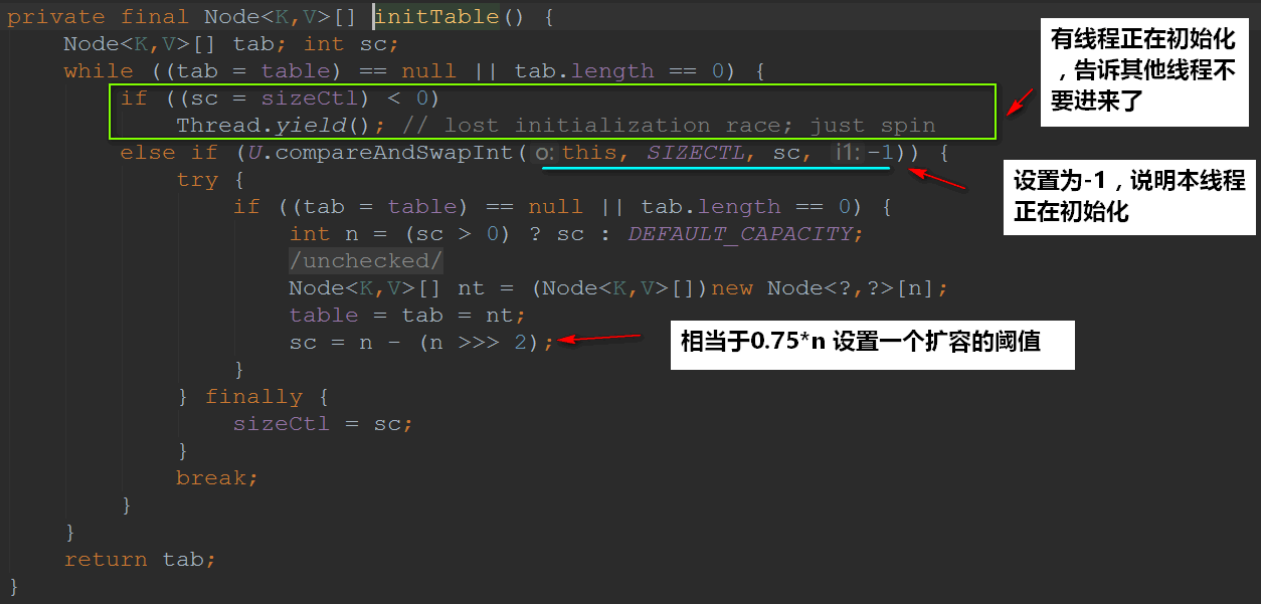 private final Node<K,V>[] initTable() {
Node<K,V>[] tab; int sc;
while ((tab = table) == null || tab.length == 0) {
if ((sc = sizeCtl) < 0)
Thread.yield(); // lost initialization race; just spin
else if (U.compareAndSwapInt( o: this, SIZECTL, sc, i1: -1)) {
try {
if ((tab = table) == null || tab.length == 0) {
int n = (sc > 0) ? sc : DEFAULT_CAPACITY;
/unchecked/
Node<K,V>[] nt = (Node<K,V>[])new Node<?,?>[n];
table = tab = nt;
sc = n - (n >>> 2);
}
} finally {
sizeCtl = sc;
}
break;
}
}
return tab;
}
有线程正在初始化
，告诉其他线程不
要进来了
设置为-1，说明本线程
正在初始化
相当于0.75*n 设置一个扩容的阈值